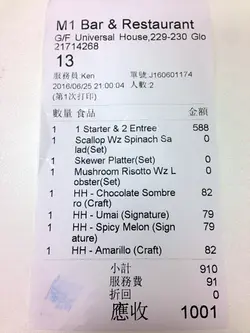 M1 Bar & Restaurant
G/F Universal House,229-230 Glo
21714268
13
服務員:Ken 單號:J160601174
2016/06/25 21:00:04 人數:2
(第1次打印)
數量 食品 金額
1 1 Starter & 2 Entree 588
1 Scallop Wz Spinach Sa 0
lad(Set)
1 Skewer Platter(Set) 0
1 Mushroom Risotto Wz L 0
obster(Set)
1 HH - Chocolate Sombre 82
ro (Craft)
1 HH - Umai (Signature) 79
1 HH - Spicy Melon (Sign 79
ature)
1 HH - Amarillo (Craft) 82
小計 910
服務費 91
折回 0
應收 1001